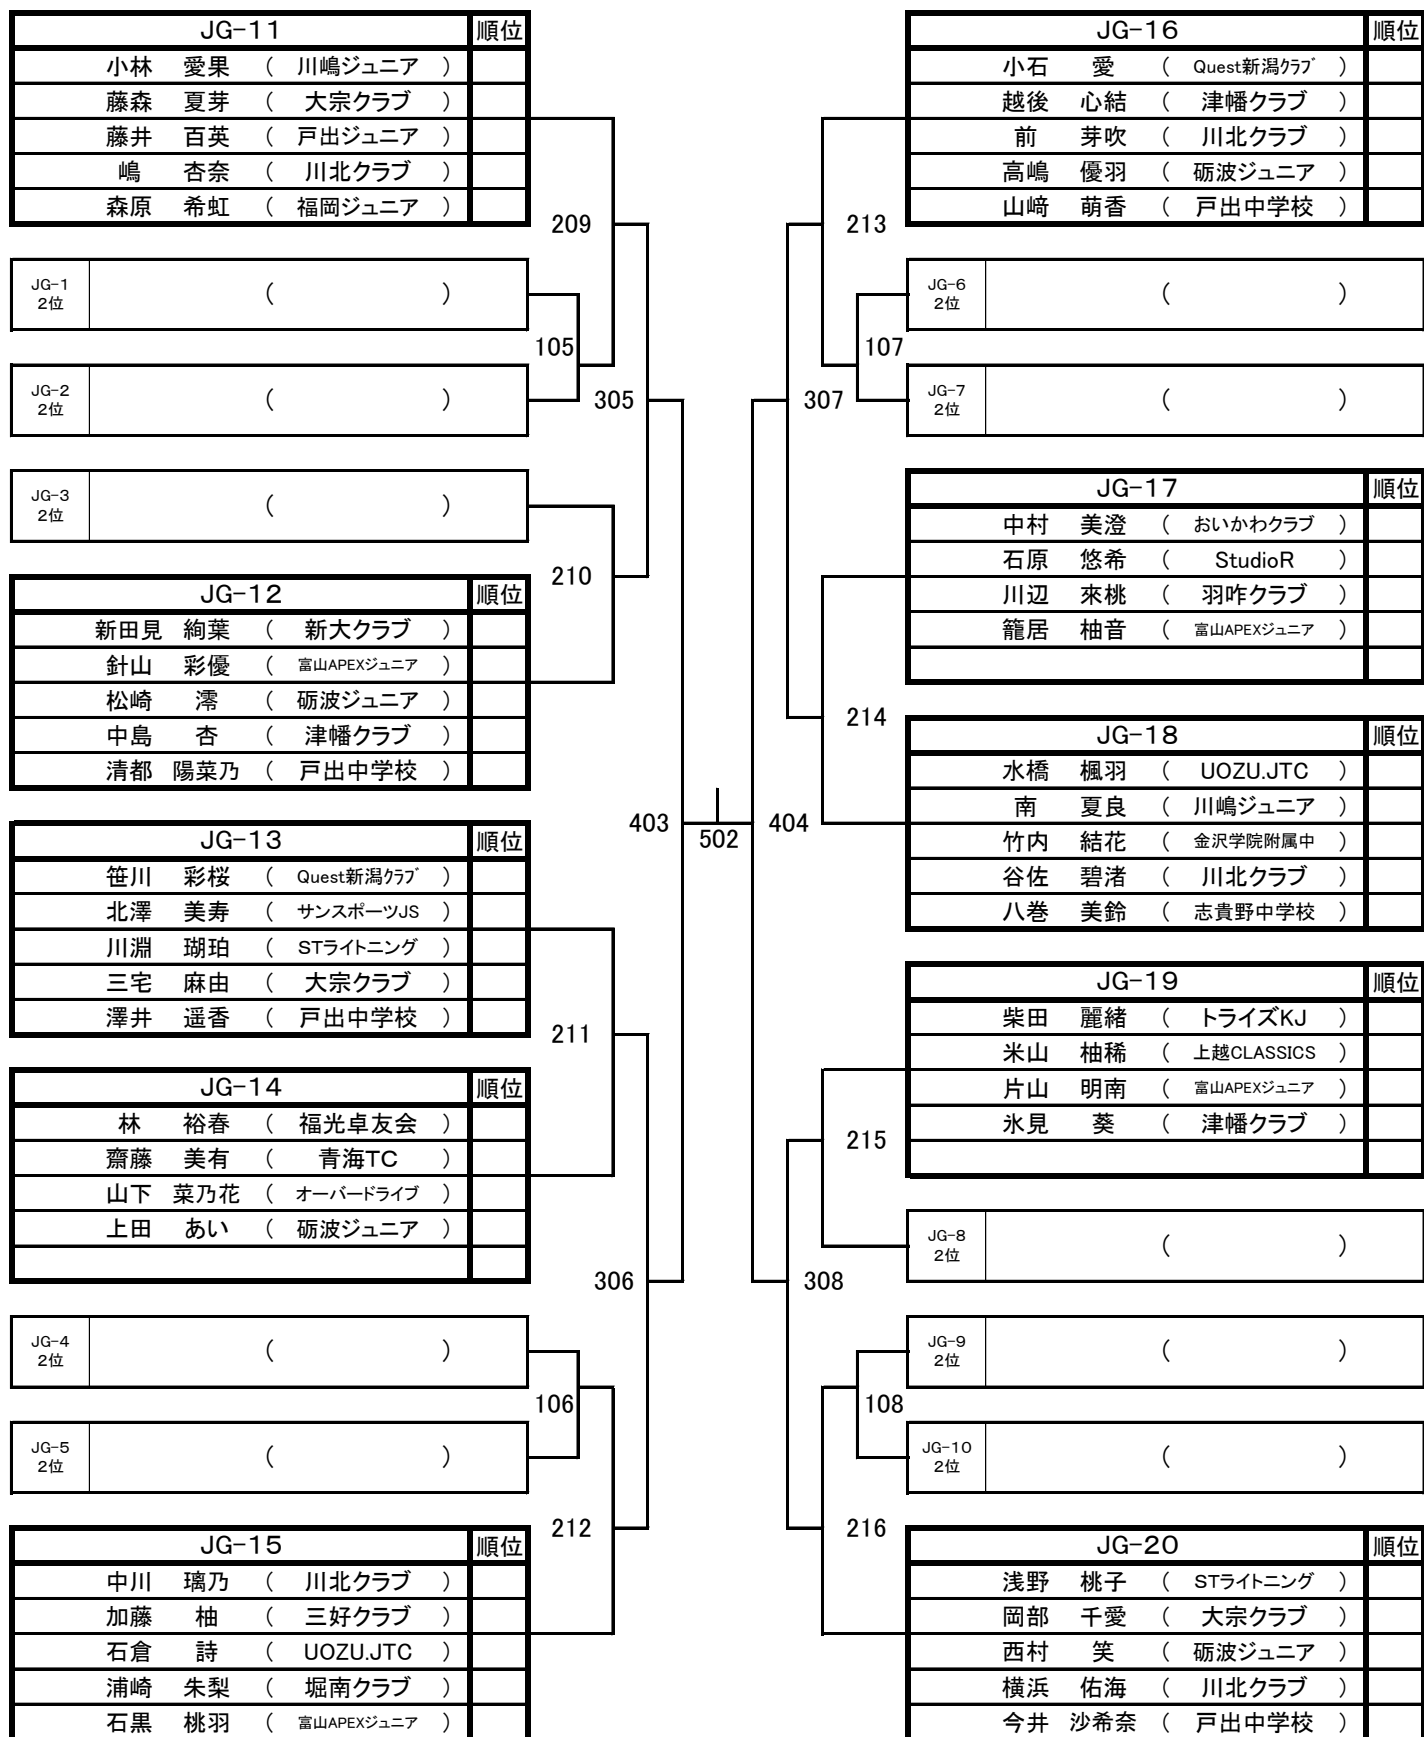 JG-11 順位
小林 愛果 ( 川嶋ジュニア )
藤森 夏芽 ( 大宗クラブ )
藤井 百英 ( 戸出ジュニア )
嶋 杏奈 ( 川北クラブ )
森原 希虹 ( 福岡ジュニア )
209
JG-1 2位 ( )
105
JG-2 2位 ( )
305
JG-3 2位 ( )
210
JG-12 順位
新田見 絢葉 ( 新大クラブ )
針山 彩優 ( 富山APEXジュニア )
松崎 澪 ( 砺波ジュニア )
中島 杏 ( 津幡クラブ )
清都 陽菜乃 ( 戸出中学校 )
403
502
JG-13 順位
笹川 彩桜 ( Quest新潟クラブ )
北澤 美寿 ( サンスポーツJS )
川淵 瑚珀 ( STライトニング )
三宅 麻由 ( 大宗クラブ )
澤井 遥香 ( 戸出中学校 )
211
JG-14 順位
林 裕春 ( 福光卓友会 )
齋藤 美有 ( 青海TC )
山下 菜乃花 ( オーバードライブ )
上田 あい ( 砺波ジュニア )
306
JG-4 2位 ( )
106
JG-5 2位 ( )
212
JG-15 順位
中川 璃乃 ( 川北クラブ )
加藤 柚 ( 三好クラブ )
石倉 詩 ( UOZU.JTC )
浦崎 朱梨 ( 堀南クラブ )
石黒 桃羽 ( 富山APEXジュニア )
JG-16 順位
小石 愛 ( Quest新潟クラブ )
越後 心結 ( 津幡クラブ )
前 芽吹 ( 川北クラブ )
高嶋 優羽 ( 砺波ジュニア )
山﨑 萌香 ( 戸出中学校 )
213
JG-6 2位 ( )
107
JG-7 2位 ( )
307
JG-17 順位
中村 美澄 ( おいかわクラブ )
石原 悠希 ( StudioR )
川辺 來桃 ( 羽咋クラブ )
籠居 柚音 ( 富山APEXジュニア )
214
JG-18 順位
水橋 楓羽 ( UOZU.JTC )
南 夏良 ( 川嶋ジュニア )
竹内 結花 ( 金沢学院附属中 )
谷佐 碧渚 ( 川北クラブ )
八巻 美鈴 ( 志貴野中学校 )
404
JG-19 順位
柴田 麗緒 ( トライズKJ )
米山 柚稀 ( 上越CLASSICS )
片山 明南 ( 富山APEXジュニア )
氷見 葵 ( 津幡クラブ )
215
JG-8 2位 ( )
308
JG-9 2位 ( )
108
JG-10 2位 ( )
216
JG-20 順位
浅野 桃子 ( STライトニング )
岡部 千愛 ( 大宗クラブ )
西村 笑 ( 砺波ジュニア )
横浜 佑海 ( 川北クラブ )
今井 沙希奈 ( 戸出中学校 )